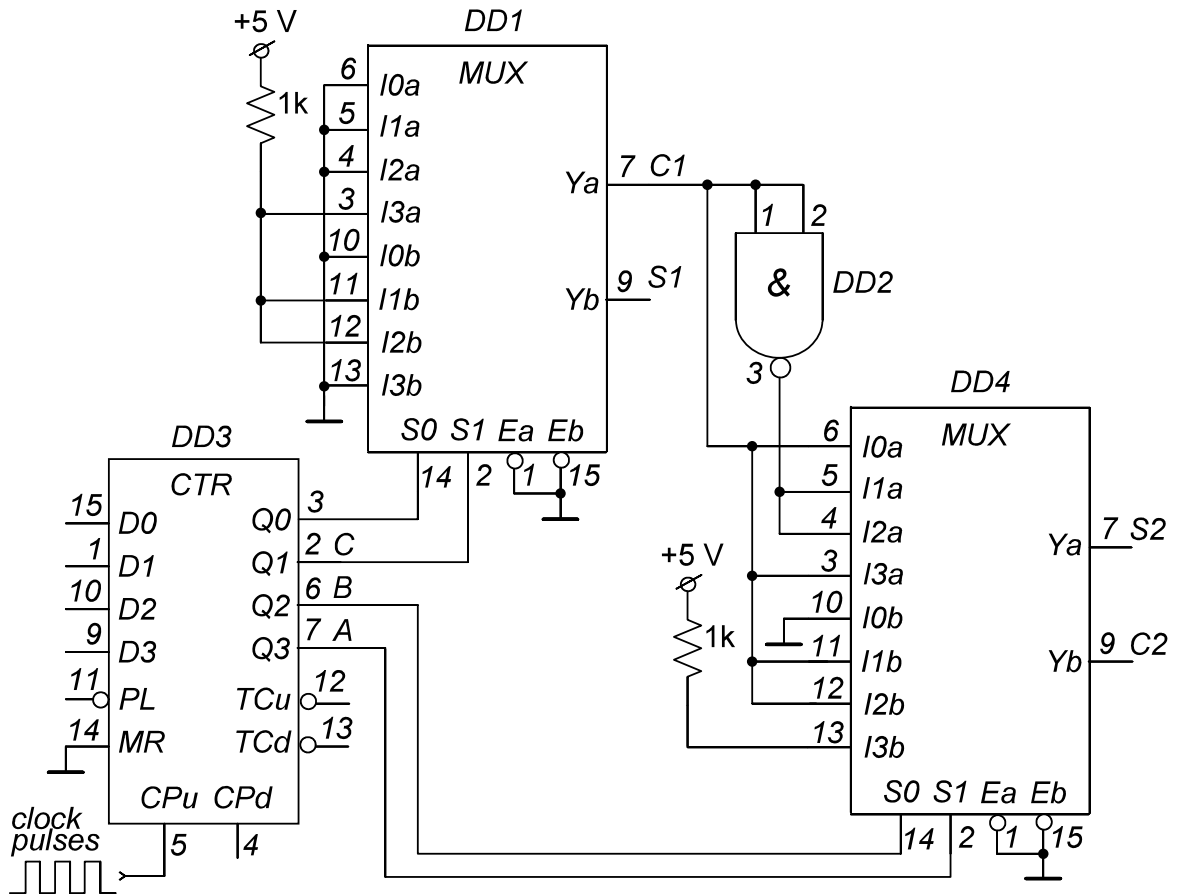 +5 V
1k
DD1
MUX
6 I0a
5 I1a
4 I2a
3 I3a
10 I0b
11 I1b
12 I2b
13 I3b
Ya 7 C1
Yb 9 S1
S0 S1 Ea Eb
14 2 1 15
1 2
&
DD2
3
DD3
CTR
15 D0
1 D1
10 D2
9 D3
11 PL
14 MR
Q0 3
Q1 2 C
Q2 6 B
Q3 7 A
TCu 12
TCd 13
CPu CPd
5 4
clock
pulses
+5 V
1k
DD4
MUX
6 I0a
5 I1a
4 I2a
3 I3a
10 I0b
11 I1b
12 I2b
13 I3b
Ya 7 S2
Yb 9 C2
S0 S1 Ea Eb
14 2 1 15